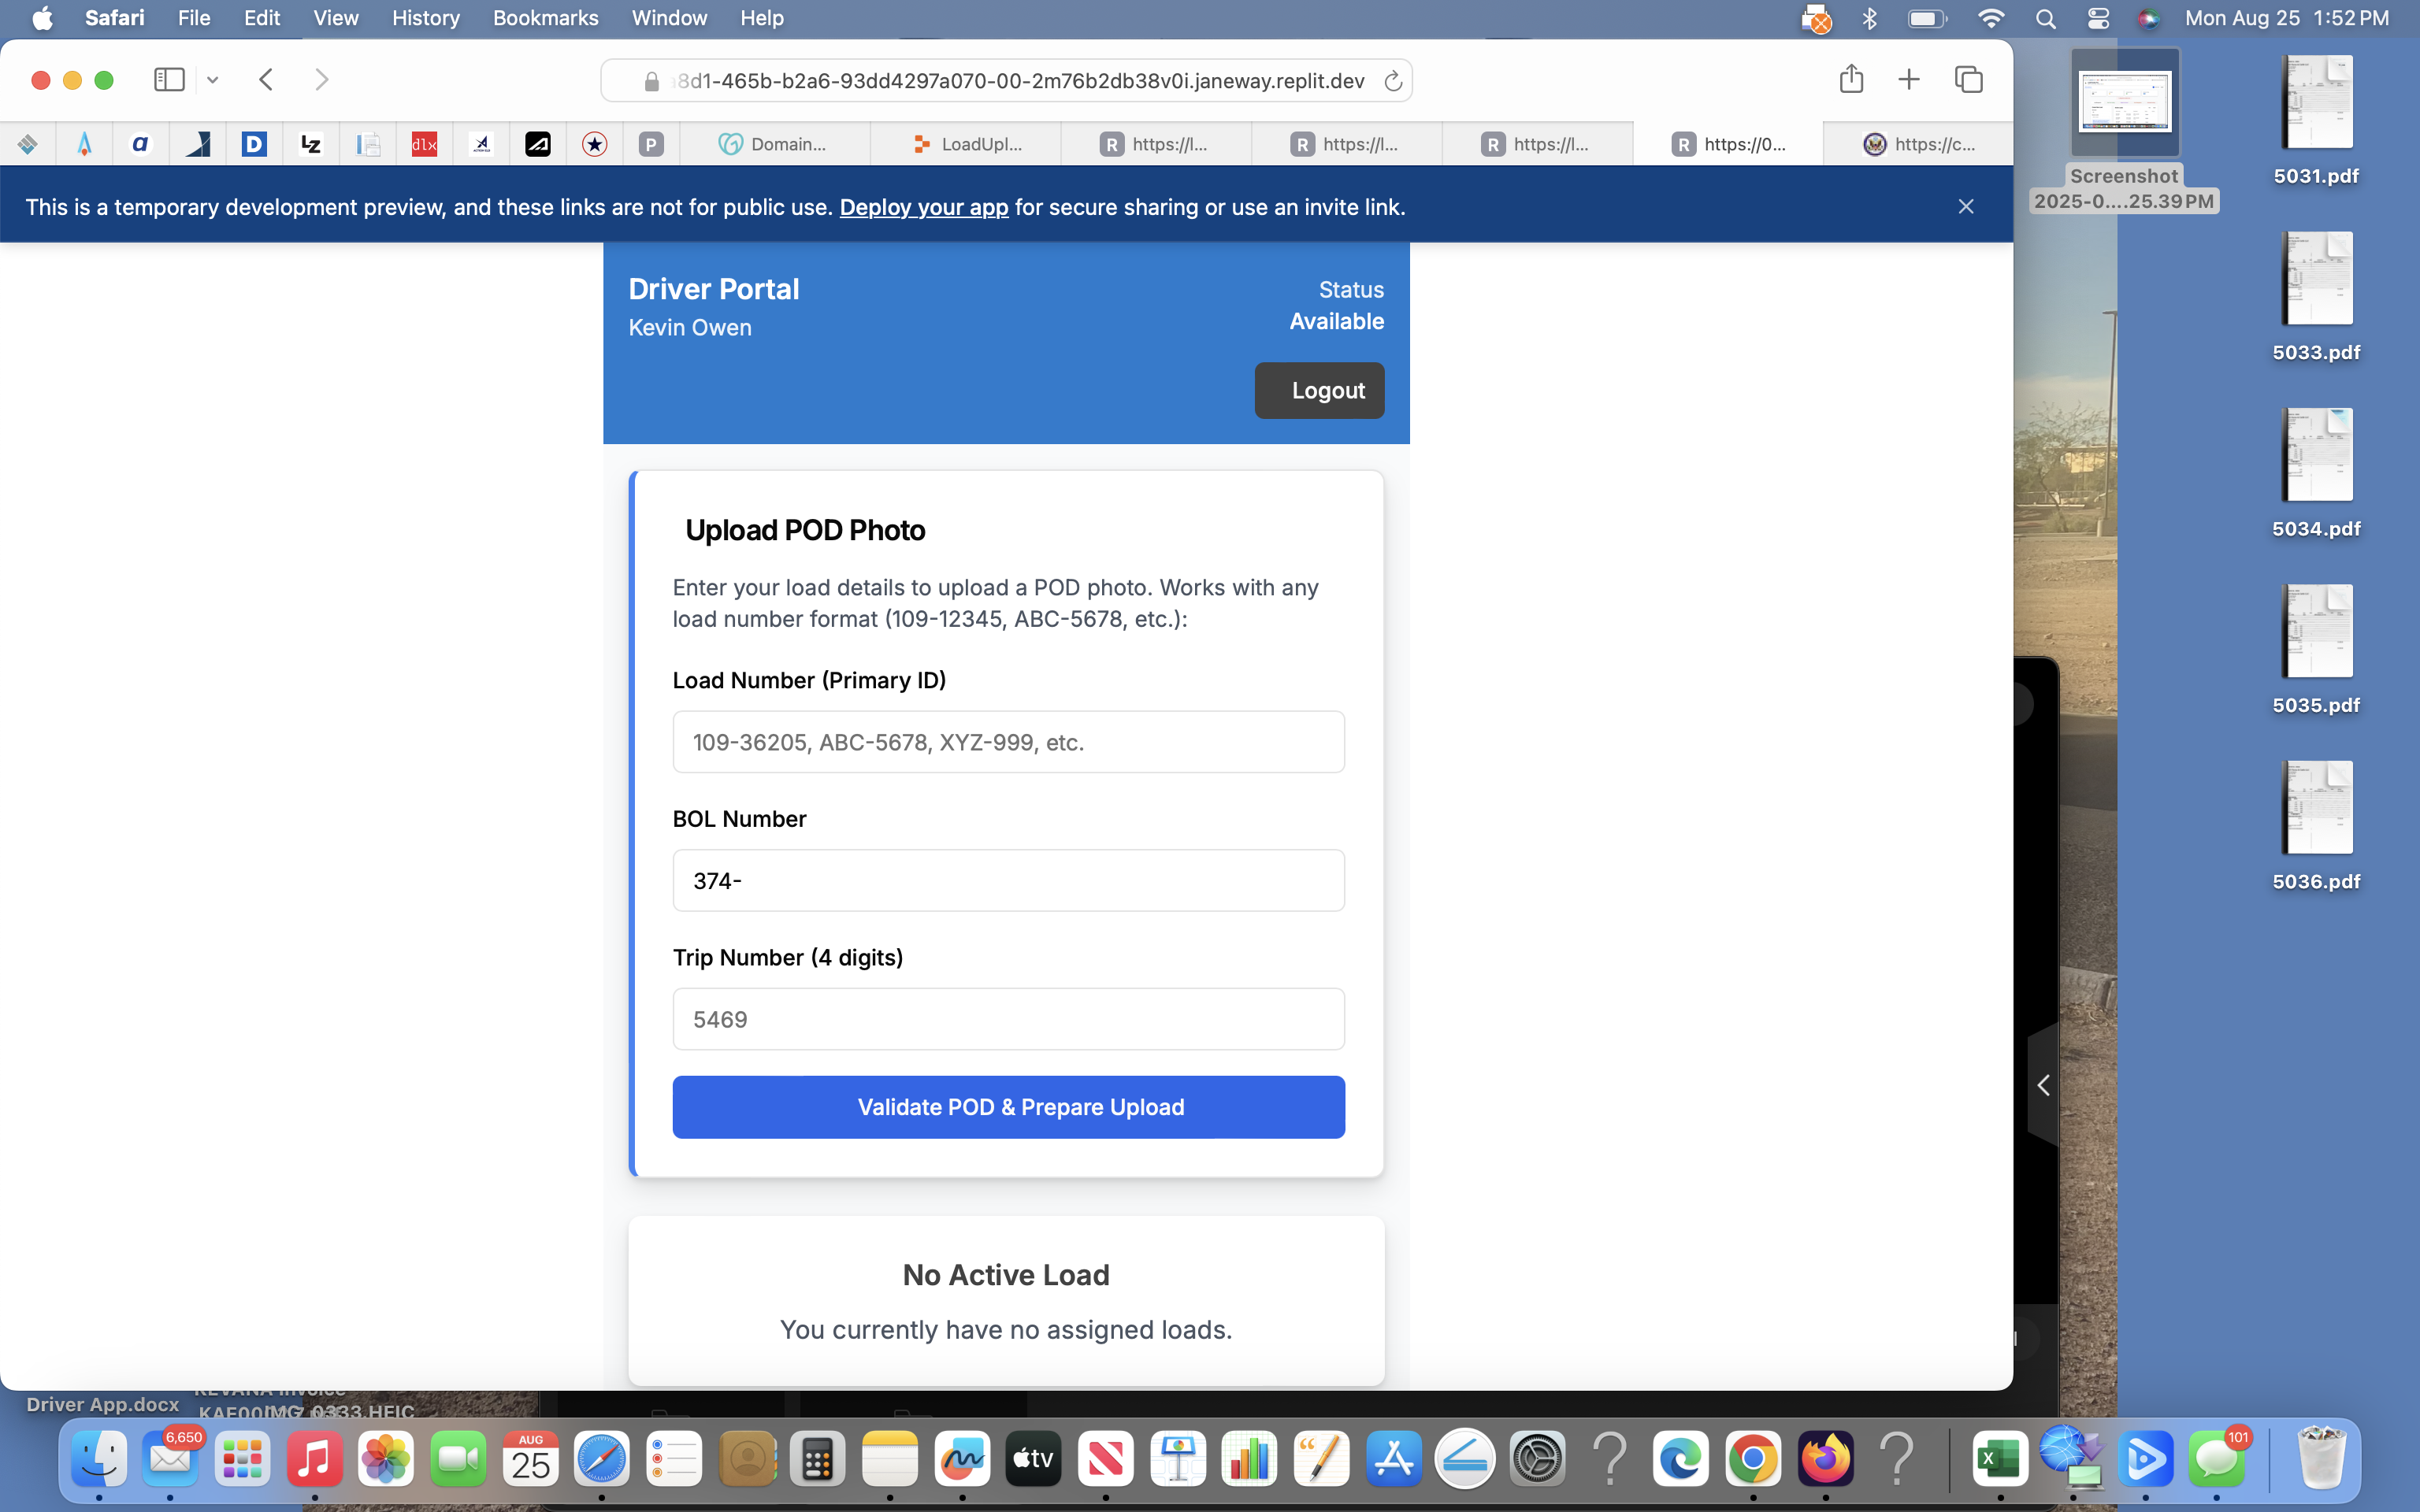 Safari File Edit View History Bookmarks Window Help Mon Aug 25 1:52 PM
a8d1-465b-b2a6-93dd4297a070-00-2m76b2db38v0i.janeway.replit.dev
a D LZ dlx P Domain... LoadUpl... R https://l... R https://l... R https://l... R https://0... https://c...
This is a temporary development preview, and these links are not for public use. Deploy your app for secure sharing or use an invite link.
Driver Portal
Kevin Owen
Status
Available
Logout
Upload POD Photo
Enter your load details to upload a POD photo. Works with any
load number format (109-12345, ABC-5678, etc.):
Load Number (Primary ID)
109-36205, ABC-5678, XYZ-999, etc.
BOL Number
374-
Trip Number (4 digits)
5469
Validate POD & Prepare Upload
No Active Load
You currently have no assigned loads.
Screenshot
2025-0....25.39 PM
5031.pdf
5033.pdf
5034.pdf
5035.pdf
5036.pdf
Driver App.docx
6,650
AUG
25
tv
101